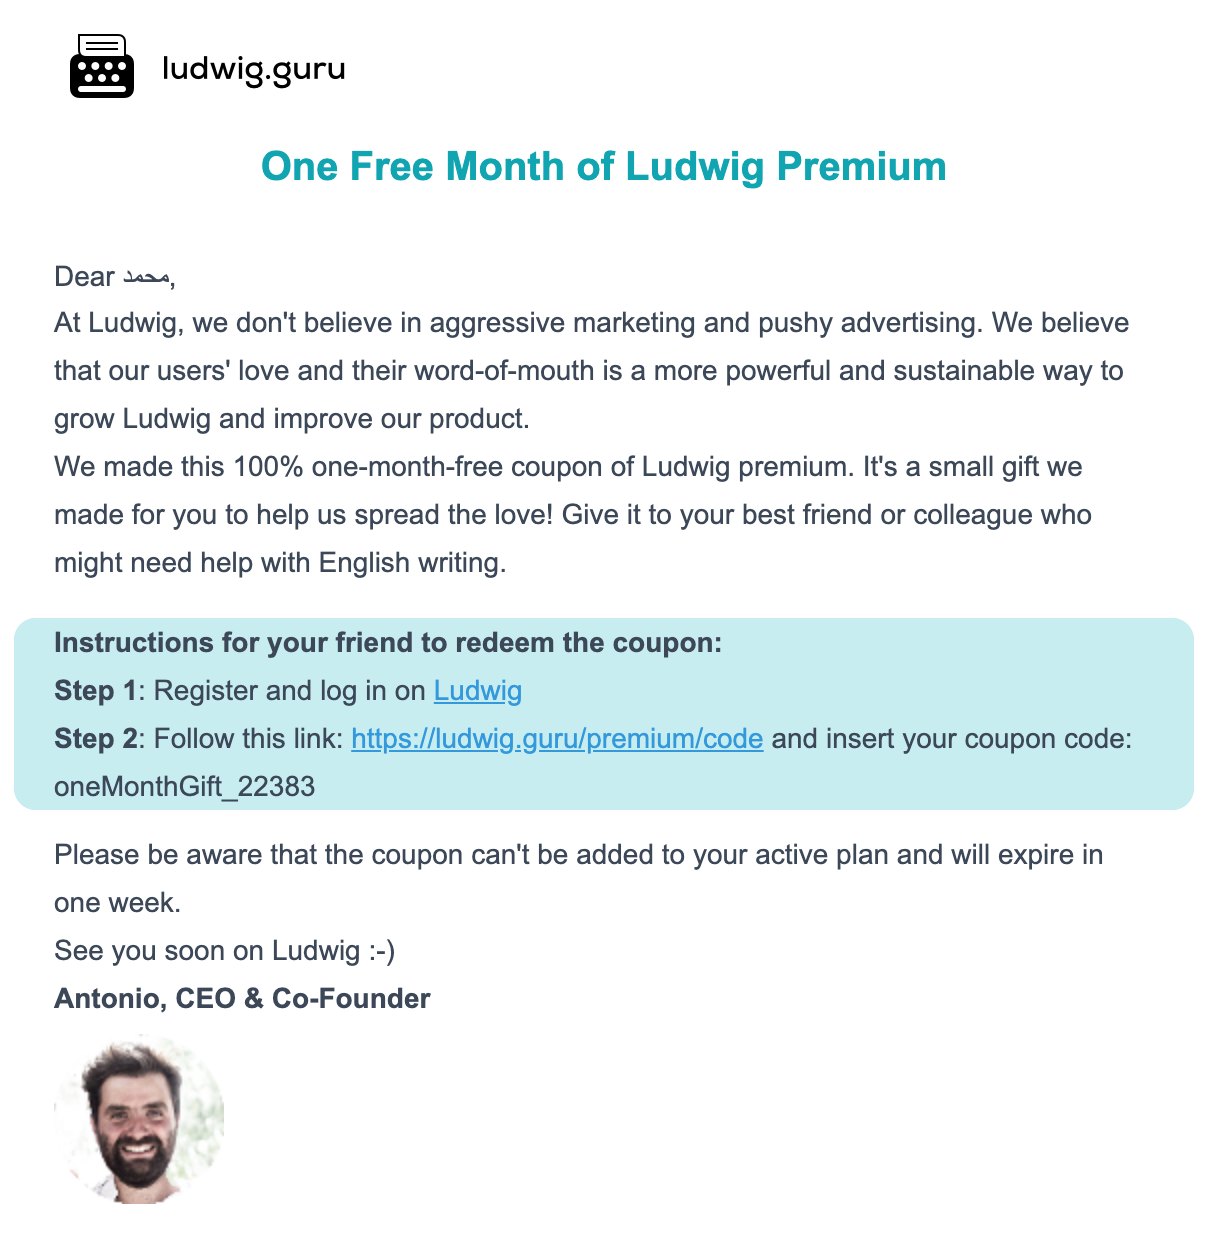 ludwig.guru
One Free Month of Ludwig Premium
Dear محمد,
At Ludwig, we don't believe in aggressive marketing and pushy advertising. We believe
that our users' love and their word-of-mouth is a more powerful and sustainable way to
grow Ludwig and improve our product.
We made this 100% one-month-free coupon of Ludwig premium. It's a small gift we
made for you to help us spread the love! Give it to your best friend or colleague who
might need help with English writing.
Instructions for your friend to redeem the coupon:
Step 1: Register and log in on Ludwig
Step 2: Follow this link: https://ludwig.guru/premium/code and insert your coupon code:
oneMonthGift_22383
Please be aware that the coupon can't be added to your active plan and will expire in
one week.
See you soon on Ludwig :-)
Antonio, CEO & Co-Founder